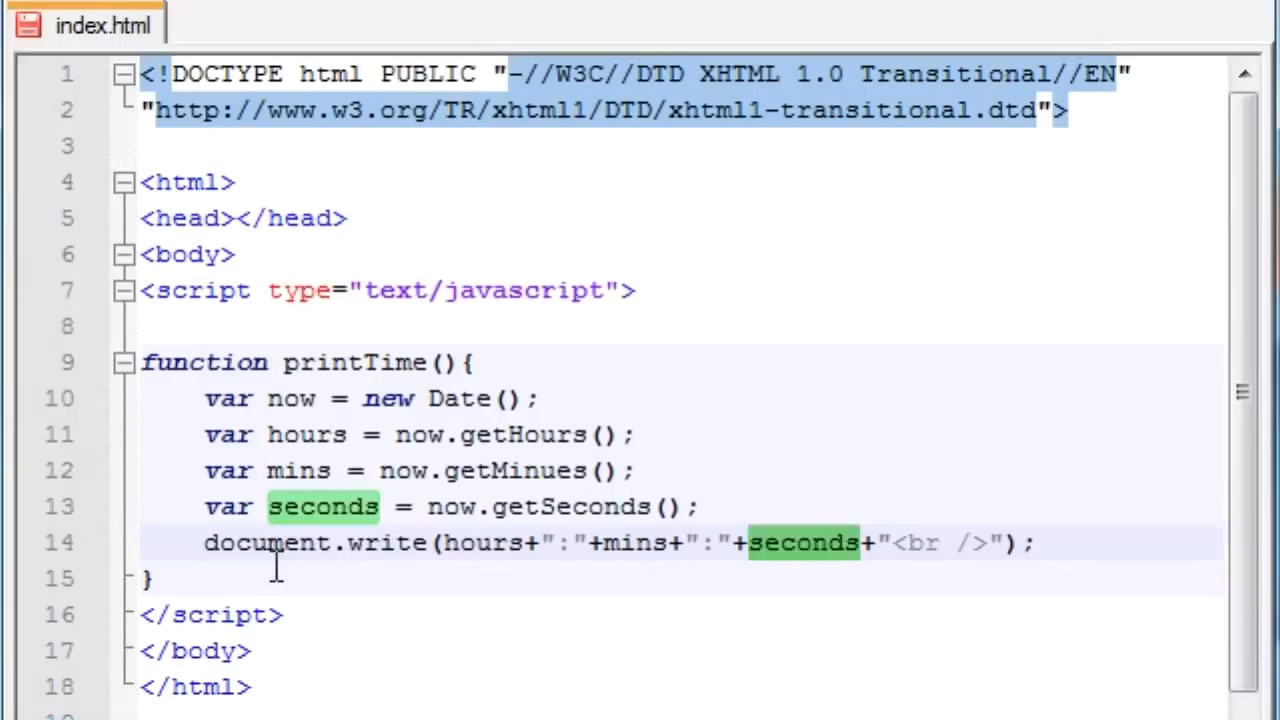 index.html
1 <!DOCTYPE html PUBLIC "-//W3C//DTD XHTML 1.0 Transitional//EN"
2 "http://www.w3.org/TR/xhtml1/DTD/xhtml1-transitional.dtd">
3
4 <html>
5 <head></head>
6 <body>
7 <script type="text/javascript">
8
9 function printTime(){
10 var now = new Date();
11 var hours = now.getHours();
12 var mins = now.getMinues();
13 var seconds = now.getSeconds();
14 document.write(hours+":"+mins+":"+seconds+"<br />");
15 }
16 </script>
17 </body>
18 </html>